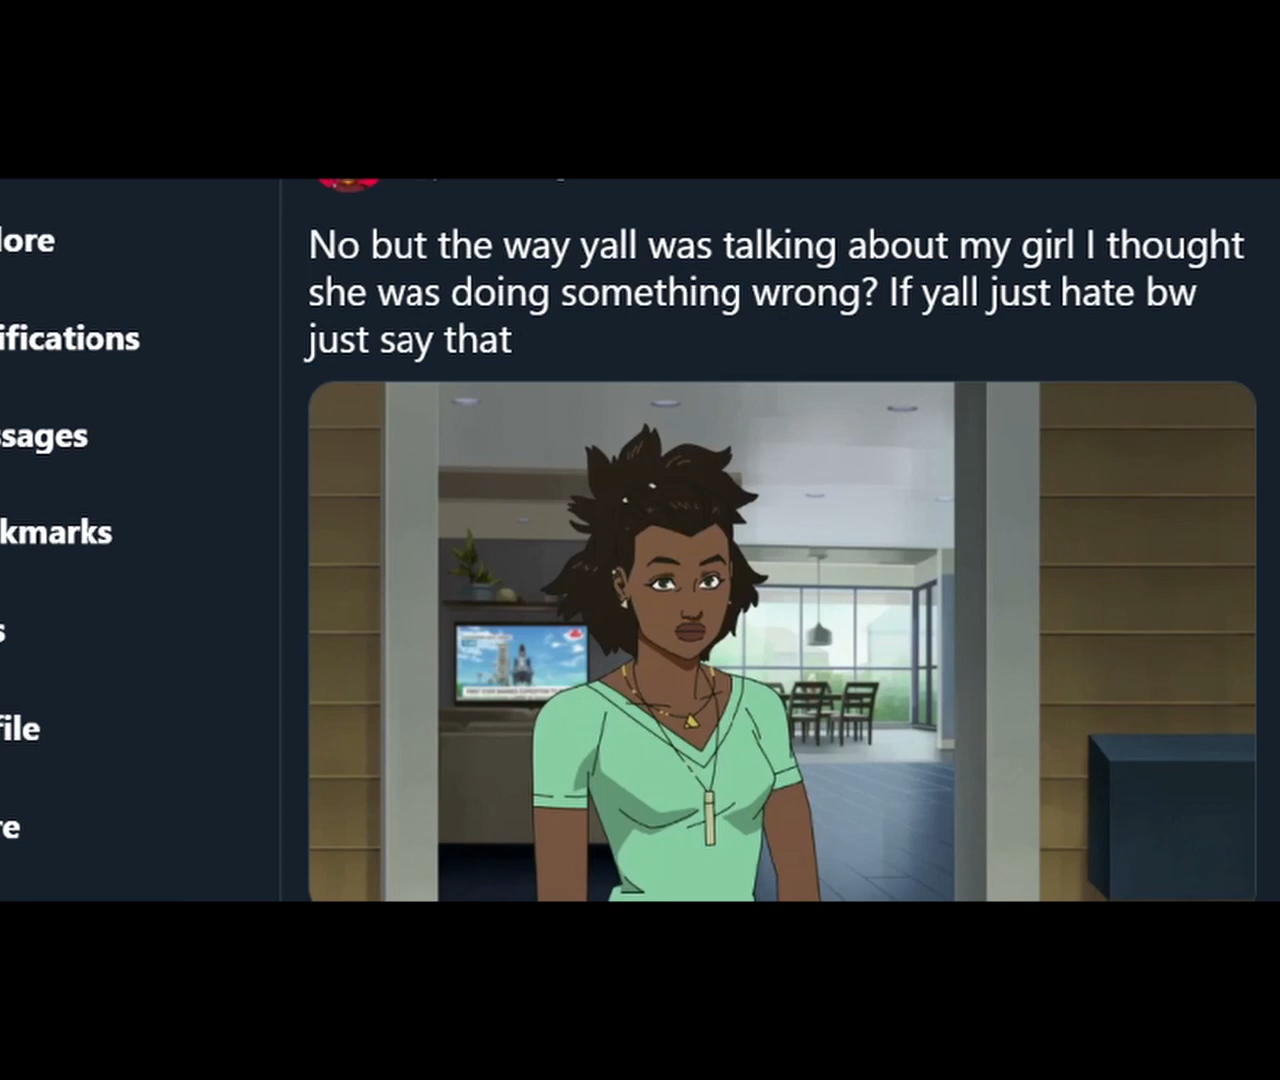 lore
ifications
ssages
kmarks
s
file
re
No but the way yall was talking about my girl I thought
she was doing something wrong? If yall just hate bw
just say that